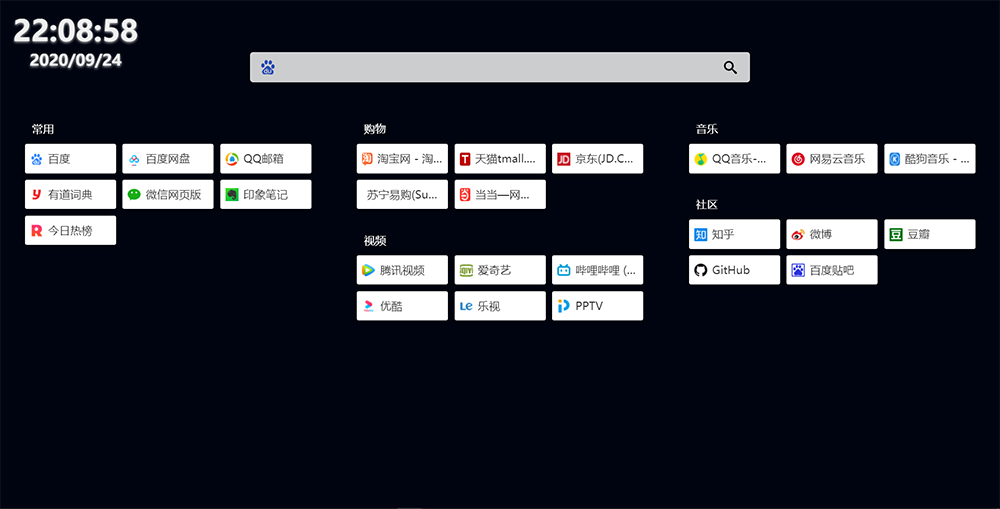 22:08:58
2020/09/24
常用
百度
百度网盘
QQ邮箱
有道词典
微信网页版
印象笔记
今日热榜
购物
淘宝网 - 淘...
天猫tmall....
京东(JD.C...
苏宁易购(Su...
当当—网...
视频
腾讯视频
爱奇艺
哔哩哔哩 (...
优酷
乐视
PPTV
音乐
QQ音乐-...
网易云音乐
酷狗音乐 - ...
社区
知乎
微博
豆瓣
GitHub
百度贴吧